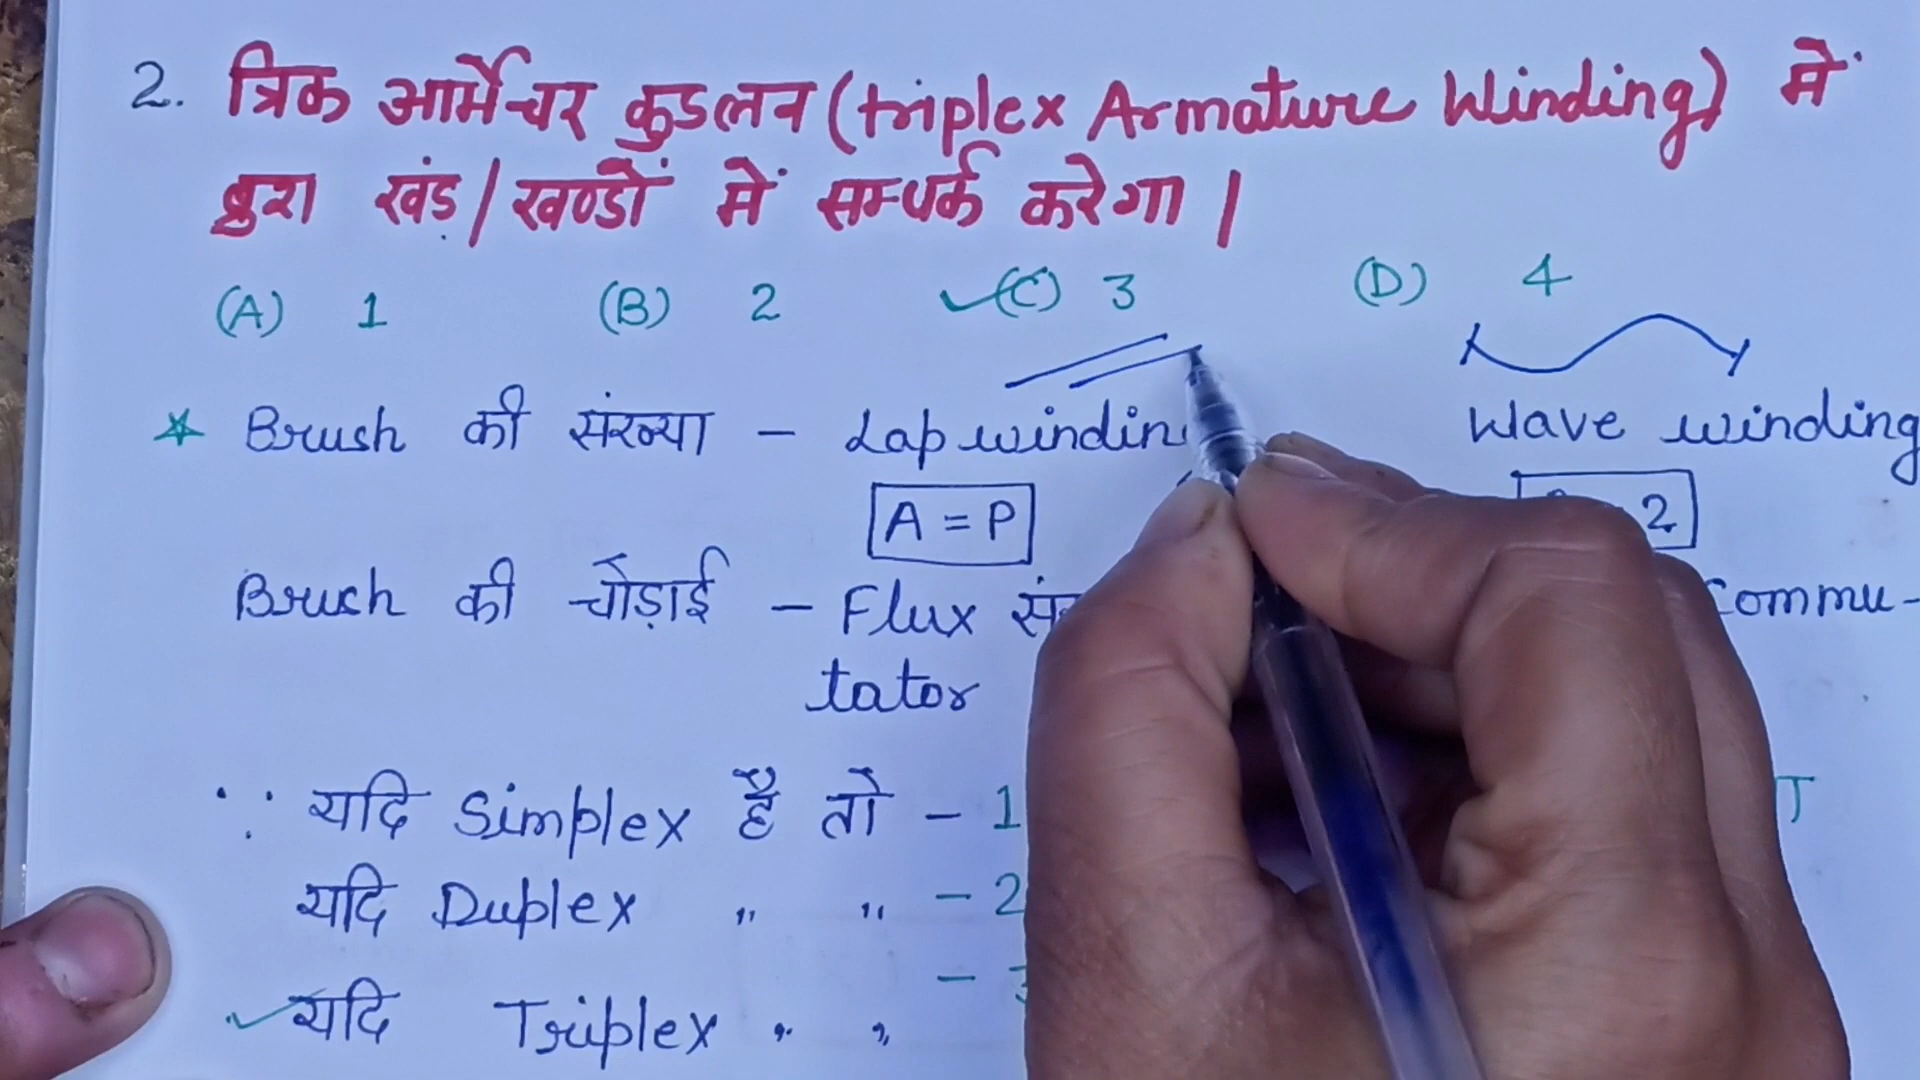 2. त्रिक आर्मेचर कुडलन (triplex Armature Winding) में
बुरा खंड/खण्डों में सम्पर्क करेगा |
(A) 1 (B) 2 (C) 3 (D) 4
Brush की संख्या - Lap windin Wave winding
A = P 2
Brush की चोड़ाई - Flux Commu-
tator
∵ यदि Simplex है तो - 1 T
यदि Duplex " " - 2
यदि Triplex " " - 3